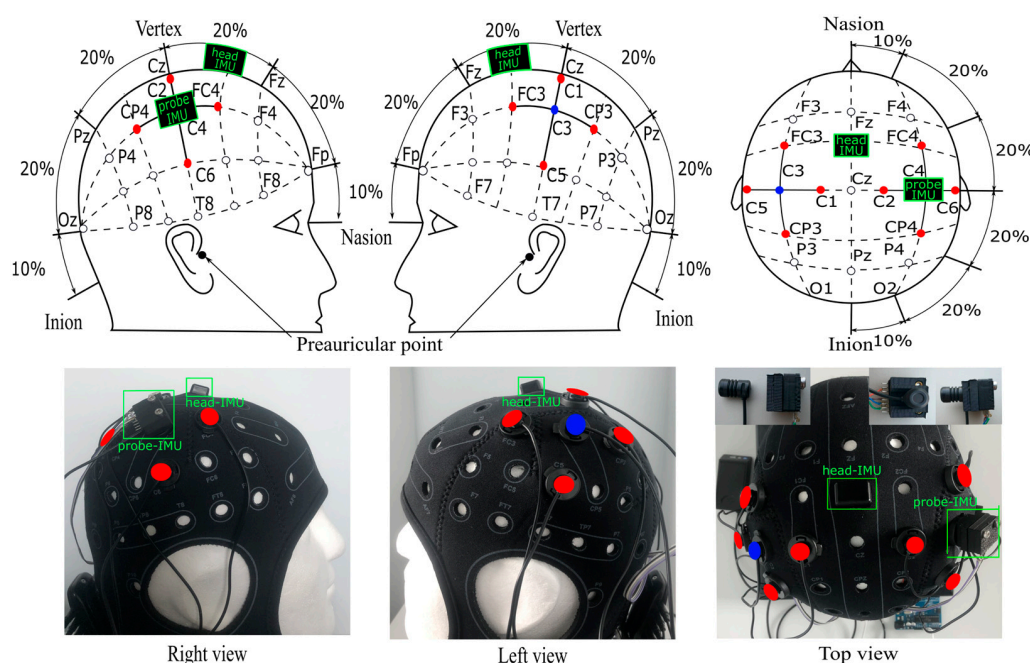 Vertex
20%
20%
Cz
C2
head
IMU
Fz
FC4
20%
20%
CP4
probe
IMU
C4
F4
Pz
P4
Fp
20%
C6
F8
P8
T8
Oz
10%
Nasion
10%
Inion
Vertex
20%
20%
head
IMU
Fz
Cz
C1
20%
20%
FC3
CP3
F3
C3
Pz
P3
Fp
20%
C5
F7
T7
P7
Oz
10%
10%
Inion
Preauricular point
Nasion
10%
20%
F3
F4
Fz
FC3
head
IMU
FC4
20%
C3
Cz
C4
probe
IMU
C5
C1
C2
C6
CP3
CP4
20%
P3
Pz
P4
O1
O2
20%
10%
Inion
head-IMU
probe-IMU
Right view
head-IMU
Left view
head-IMU
probe-IMU
Top view